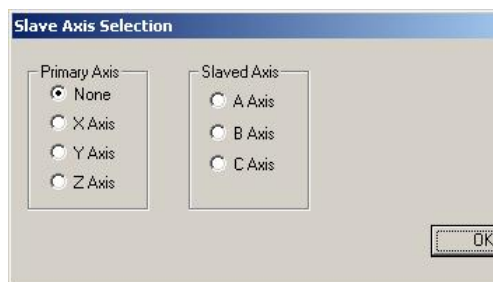 Slave Axis Selection
Primary Axis
None
X Axis
Y Axis
Z Axis
Slaved Axis
A Axis
B Axis
C Axis
OK